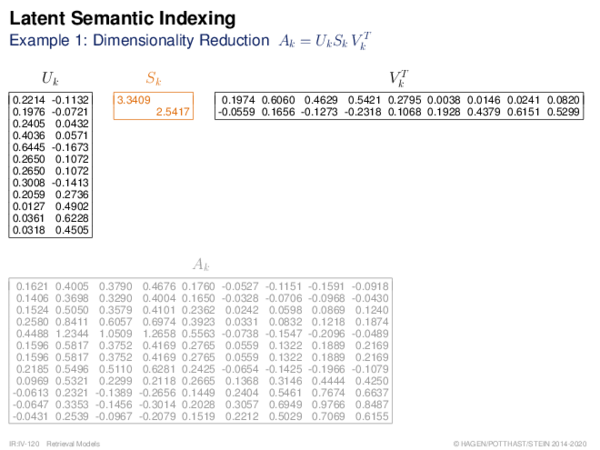 Latent Semantic Indexing
Example 1: Dimensionality Reduction A_k = U_k S_k V_k^T
U_k S_k V_k^T
0.2214 -0.1132
0.1976 -0.0721
0.2405 0.0432
0.4036 0.0571
0.6445 -0.1673
0.2650 0.1072
0.2650 0.1072
0.3008 -0.1413
0.2059 0.2736
0.0127 0.4902
0.0361 0.6228
0.0318 0.4505
3.3409
2.5417
0.1974 0.6060 0.4629 0.5421 0.2795 0.0038 0.0146 0.0241 0.0820
-0.0559 0.1656 -0.1273 -0.2318 0.1068 0.1928 0.4379 0.6151 0.5299
A_k
0.1621 0.4005 0.3790 0.4676 0.1760 -0.0527 -0.1151 -0.1591 -0.0918
0.1406 0.3698 0.3290 0.4004 0.1650 -0.0328 -0.0706 -0.0968 -0.0430
0.1524 0.5050 0.3579 0.4101 0.2362 0.0242 0.0598 0.0869 0.1240
0.2580 0.8411 0.6057 0.6974 0.3923 0.0331 0.0832 0.1218 0.1874
0.4488 1.2344 1.0509 1.2658 0.5563 -0.0738 -0.1547 -0.2096 -0.0489
0.1596 0.5817 0.3752 0.4169 0.2765 0.0559 0.1322 0.1889 0.2169
0.1596 0.5817 0.3752 0.4169 0.2765 0.0559 0.1322 0.1889 0.2169
0.2185 0.5496 0.5110 0.6281 0.2425 -0.0654 -0.1425 -0.1966 -0.1079
0.0969 0.5321 0.2299 0.2118 0.2665 0.1368 0.3146 0.4444 0.4250
-0.0613 0.2321 -0.1389 -0.2656 0.1449 0.2404 0.5461 0.7674 0.6637
-0.0647 0.3353 -0.1456 -0.3014 0.2028 0.3057 0.6949 0.9766 0.8487
-0.0431 0.2539 -0.0967 -0.2079 0.1519 0.2212 0.5029 0.7069 0.6155
IR:IV-120 Retrieval Models © HAGEN/POTTHAST/STEIN 2014-2020